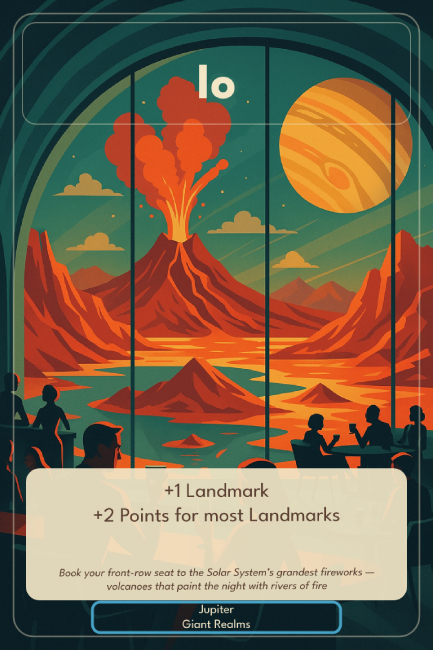 Io
+1 Landmark
+2 Points for most Landmarks
Book your front-row seat to the Solar System's grandest fireworks —
volcanoes that paint the night with rivers of fire
Jupiter
Giant Realms